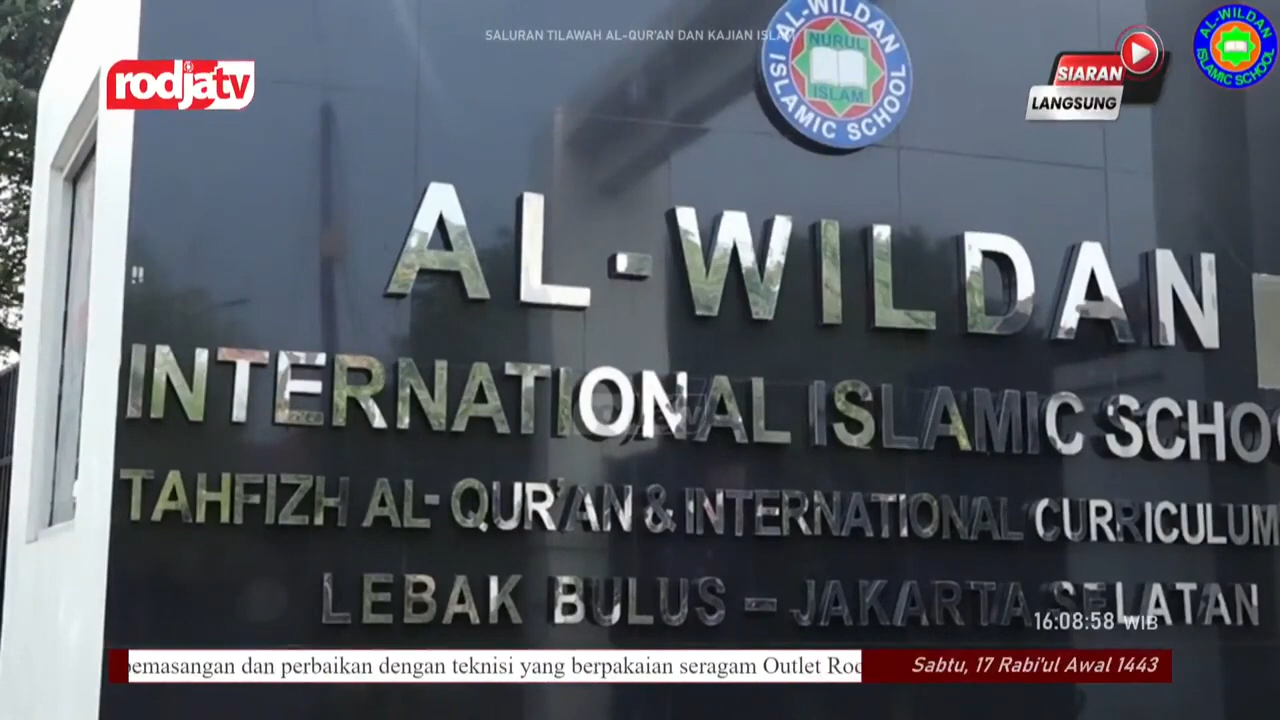 SALURAN TILAWAH AL-QUR'AN DAN KAJIAN ISLA
rodjatv
SIARAN
LANGSUNG
AL-WILDAN
ISLAMIC SCHOOL
NURUL
ISLAM
AL-WILDAN
ISLAMIC SCHOOL
AL-WILDAN
INTERNATIONAL ISLAMIC SCHOO
TAHFIZH AL-QUR'AN & INTERNATIONAL CURRICULUM
LEBAK BULUS – JAKARTA SELATAN
16:08:58 WIB
pemasangan dan perbaikan dengan teknisi yang berpakaian seragam Outlet Rod
Sabtu, 17 Rabi'ul Awal 1443